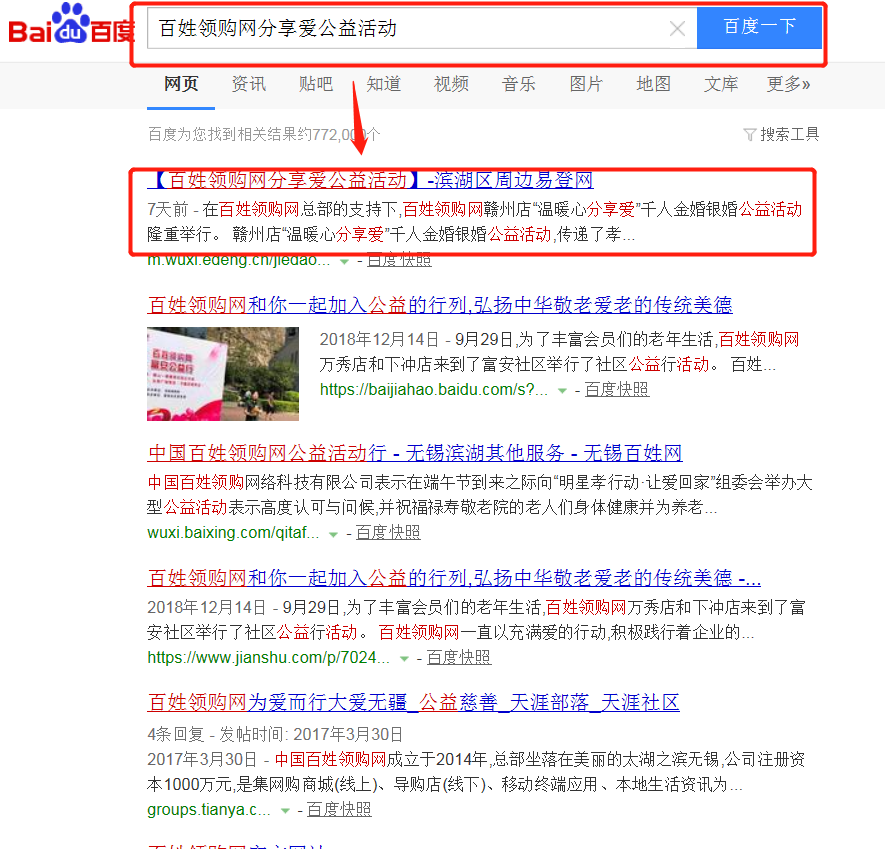 Bai du 百度
百姓领购网分享爱公益活动
百度一下
网页 资讯 贴吧 知道 视频 音乐 图片 地图 文库 更多»
百度为您找到相关结果约772,000个
搜索工具
【百姓领购网分享爱公益活动】-滨湖区周边易登网
7天前 - 在百姓领购网总部的支持下,百姓领购网赣州店“温暖心分享爱”千人金婚银婚公益活动
隆重举行。 赣州店“温暖心分享爱”千人金婚银婚公益活动,传递了孝...
m.wuxi.edeng.cn/jiedao... - 百度快照
百姓领购网和你一起加入公益的行列,弘扬中华敬老爱老的传统美德
百姓领购网
富安公益行
2018年12月14日 - 9月29日,为了丰富会员们的老年生活,百姓领购网
万秀店和下冲店来到了富安社区举行了社区公益行活动。 百姓...
https://baijiahao.baidu.com/s?... - 百度快照
中国百姓领购网公益活动行 - 无锡滨湖其他服务 - 无锡百姓网
中国百姓领购网络科技有限公司表示在端午节到来之际向“明星孝行动·让爱回家”组委会举办大
型公益活动表示高度认可与问候,并祝福禄寿敬老院的老人们身体健康并为养老...
wuxi.baixing.com/qitaf... - 百度快照
百姓领购网和你一起加入公益的行列,弘扬中华敬老爱老的传统美德 -...
2018年12月14日 - 9月29日,为了丰富会员们的老年生活,百姓领购网万秀店和下冲店来到了富
安社区举行了社区公益行活动。 百姓领购网一直以充满爱的行动,积极践行着企业的...
https://www.jianshu.com/p/7024... - 百度快照
百姓领购网为爱而行大爱无疆_公益慈善_天涯部落_天涯社区
4条回复 - 发帖时间: 2017年3月30日
2017年3月30日 - 中国百姓领购网成立于2014年,总部坐落在美丽的太湖之滨无锡,公司注册资
本1000万元,是集网购商城(线上)、导购店(线下)、移动终端应用、本地生活资讯为...
groups.tianya.c... - 百度快照